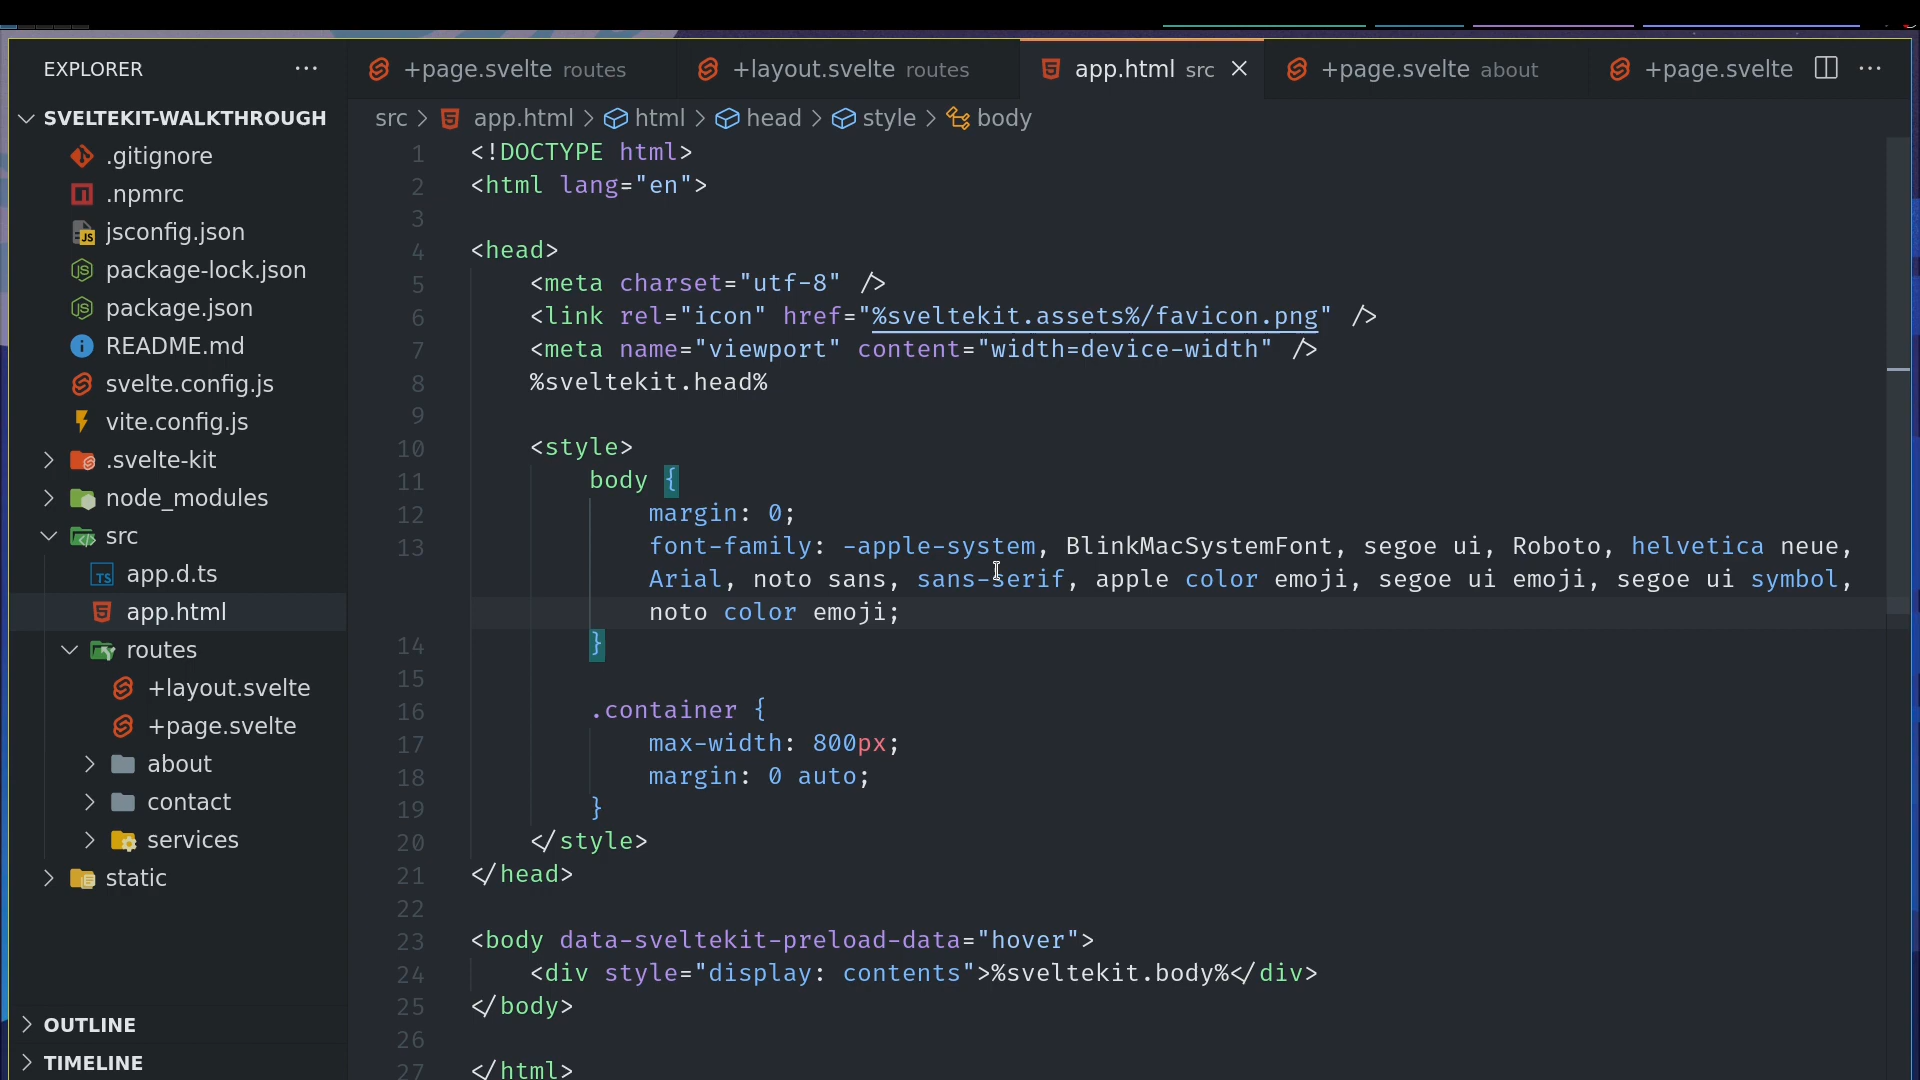 EXPLORER
SVELTEKIT-WALKTHROUGH
.gitignore
.npmrc
jsconfig.json
package-lock.json
package.json
README.md
svelte.config.js
vite.config.js
.svelte-kit
node_modules
src
app.d.ts
app.html
routes
+layout.svelte
+page.svelte
about
contact
services
static
OUTLINE
TIMELINE
+page.svelte routes
+layout.svelte routes
app.html src
+page.svelte about
+page.svelte
src > app.html > html > head > style > body
1 <!DOCTYPE html>
2 <html lang="en">
3
4 <head>
5 <meta charset="utf-8" />
6 <link rel="icon" href="%sveltekit.assets%/favicon.png" />
7 <meta name="viewport" content="width=device-width" />
8 %sveltekit.head%
9
10 <style>
11 body {
12 margin: 0;
13 font-family: -apple-system, BlinkMacSystemFont, segoe ui, Roboto, helvetica neue,
Arial, noto sans, sans-serif, apple color emoji, segoe ui emoji, segoe ui symbol,
noto color emoji;
14 }
15
16 .container {
17 max-width: 800px;
18 margin: 0 auto;
19 }
20 </style>
21 </head>
22
23 <body data-sveltekit-preload-data="hover">
24 <div style="display: contents">%sveltekit.body%</div>
25 </body>
26
27 </html>